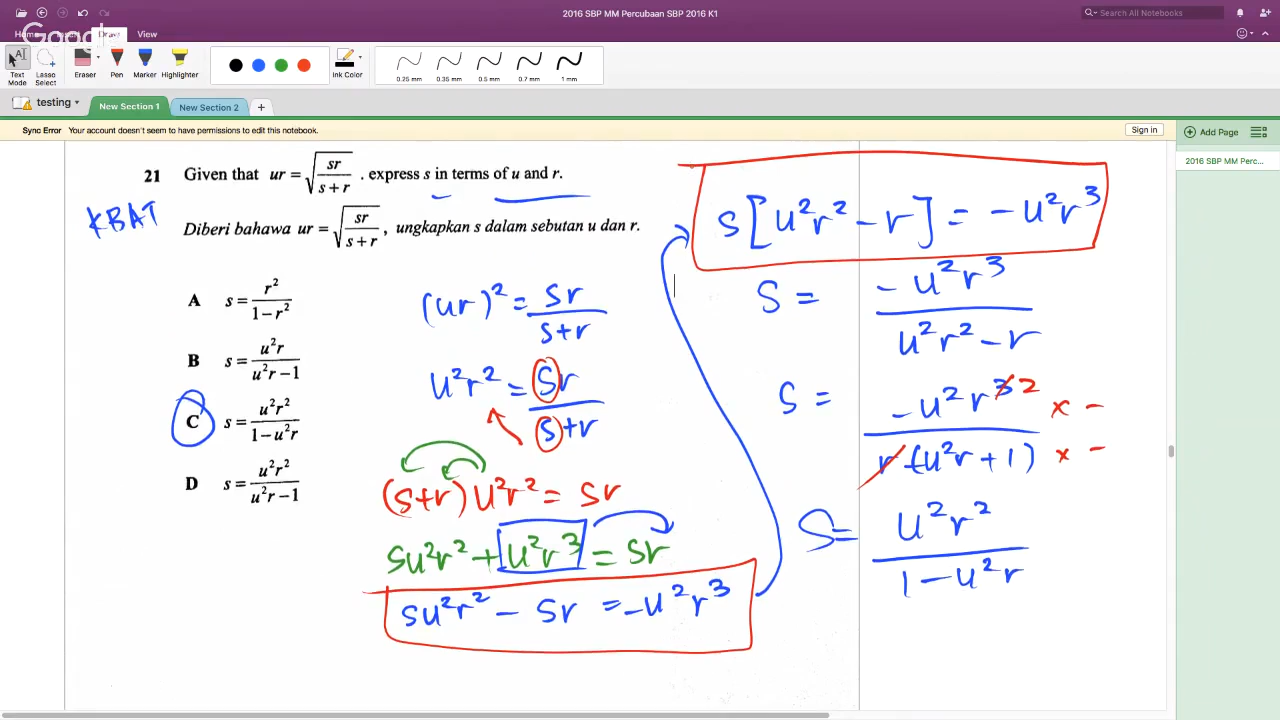 2016 SBP MM Percubaan SBP 2016 K1
Search All Notebooks
Google
Home Insert Draw View
Text Mode
Lasso Select
Eraser
Pen
Marker
Highlighter
Ink Color
0.25 mm
0.35 mm
0.5 mm
0.7 mm
1 mm
testing
New Section 1
New Section 2
+
Sync Error Your account doesn't seem to have permissions to edit this notebook.
Sign in
Add Page
2016 SBP MM Perc...
21 Given that ur = √(sr/(s + r)) . express s in terms of u and r.
KBAT
Diberi bahawa ur = √(sr/(s + r)), ungkapkan s dalam sebutan u dan r.
A s = r²/(1 – r²)
B s = u²r/(u²r – 1)
C s = u²r²/(1 – u²r)
D s = u²r²/(u²r – 1)
(ur)² = sr/(s+r)
u²r² = sr/(s+r)
(s+r)u²r² = sr
su²r² + u²r³ = sr
su²r² – sr = –u²r³
s[u²r² – r] = –u²r³
s = –u²r³/(u²r² – r)
s = –u²r³ 2 x – / r (u²r + 1) x –
s = u²r²/(1 – u²r)